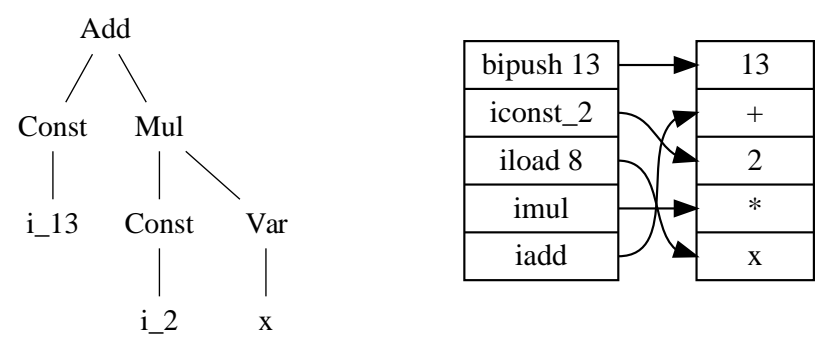 Add
Const Mul
i_13 Const Var
i_2 x
bipush 13 13
iconst_2 +
iload 8 2
imul *
iadd x